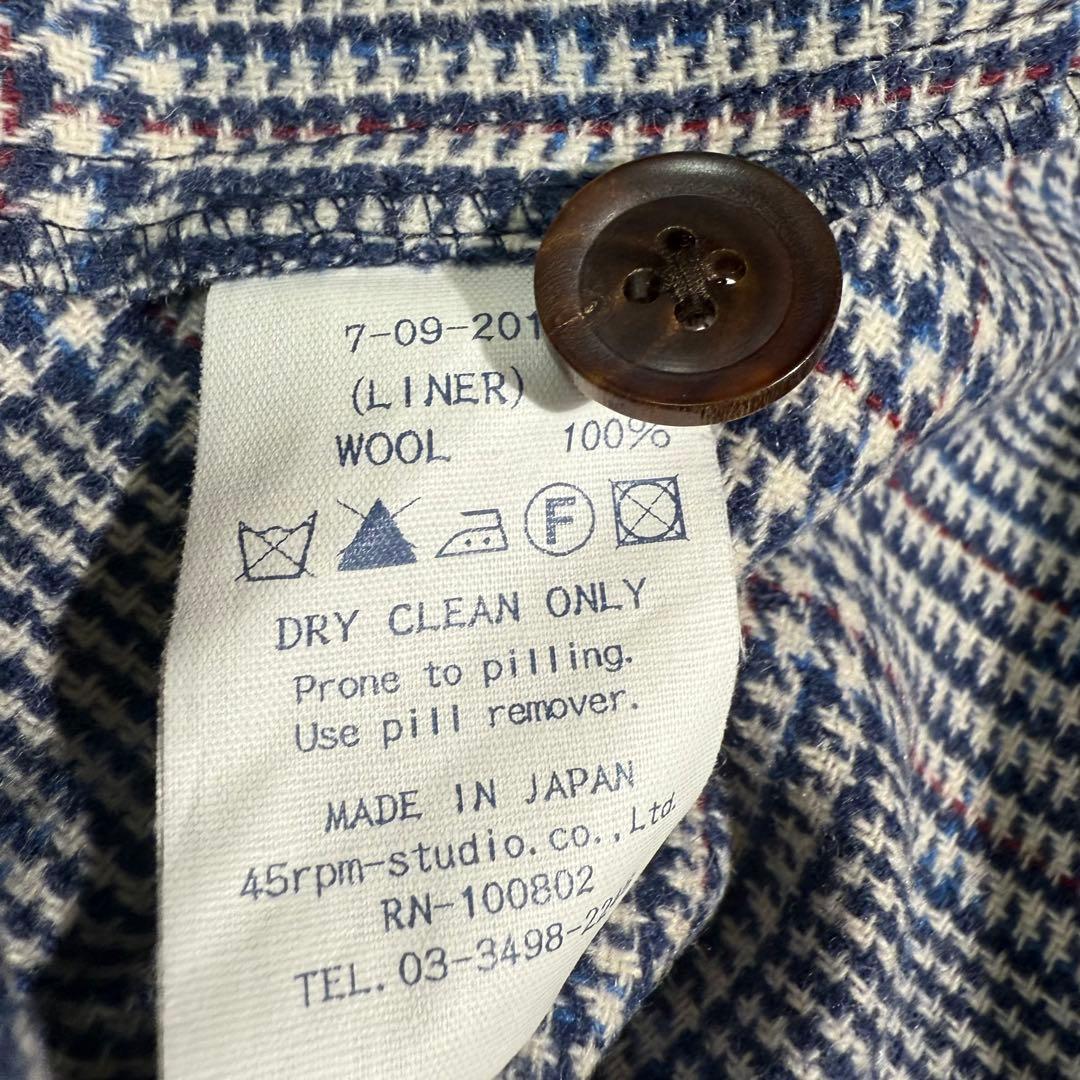 7-09-201
(LINER)
WOOL 100%
F
DRY CLEAN ONLY
Prone to pilling.
Use pill remover.
MADE IN JAPAN
45rpm-studio.co.,Ltd.
RN-100802
TEL. 03-3498-